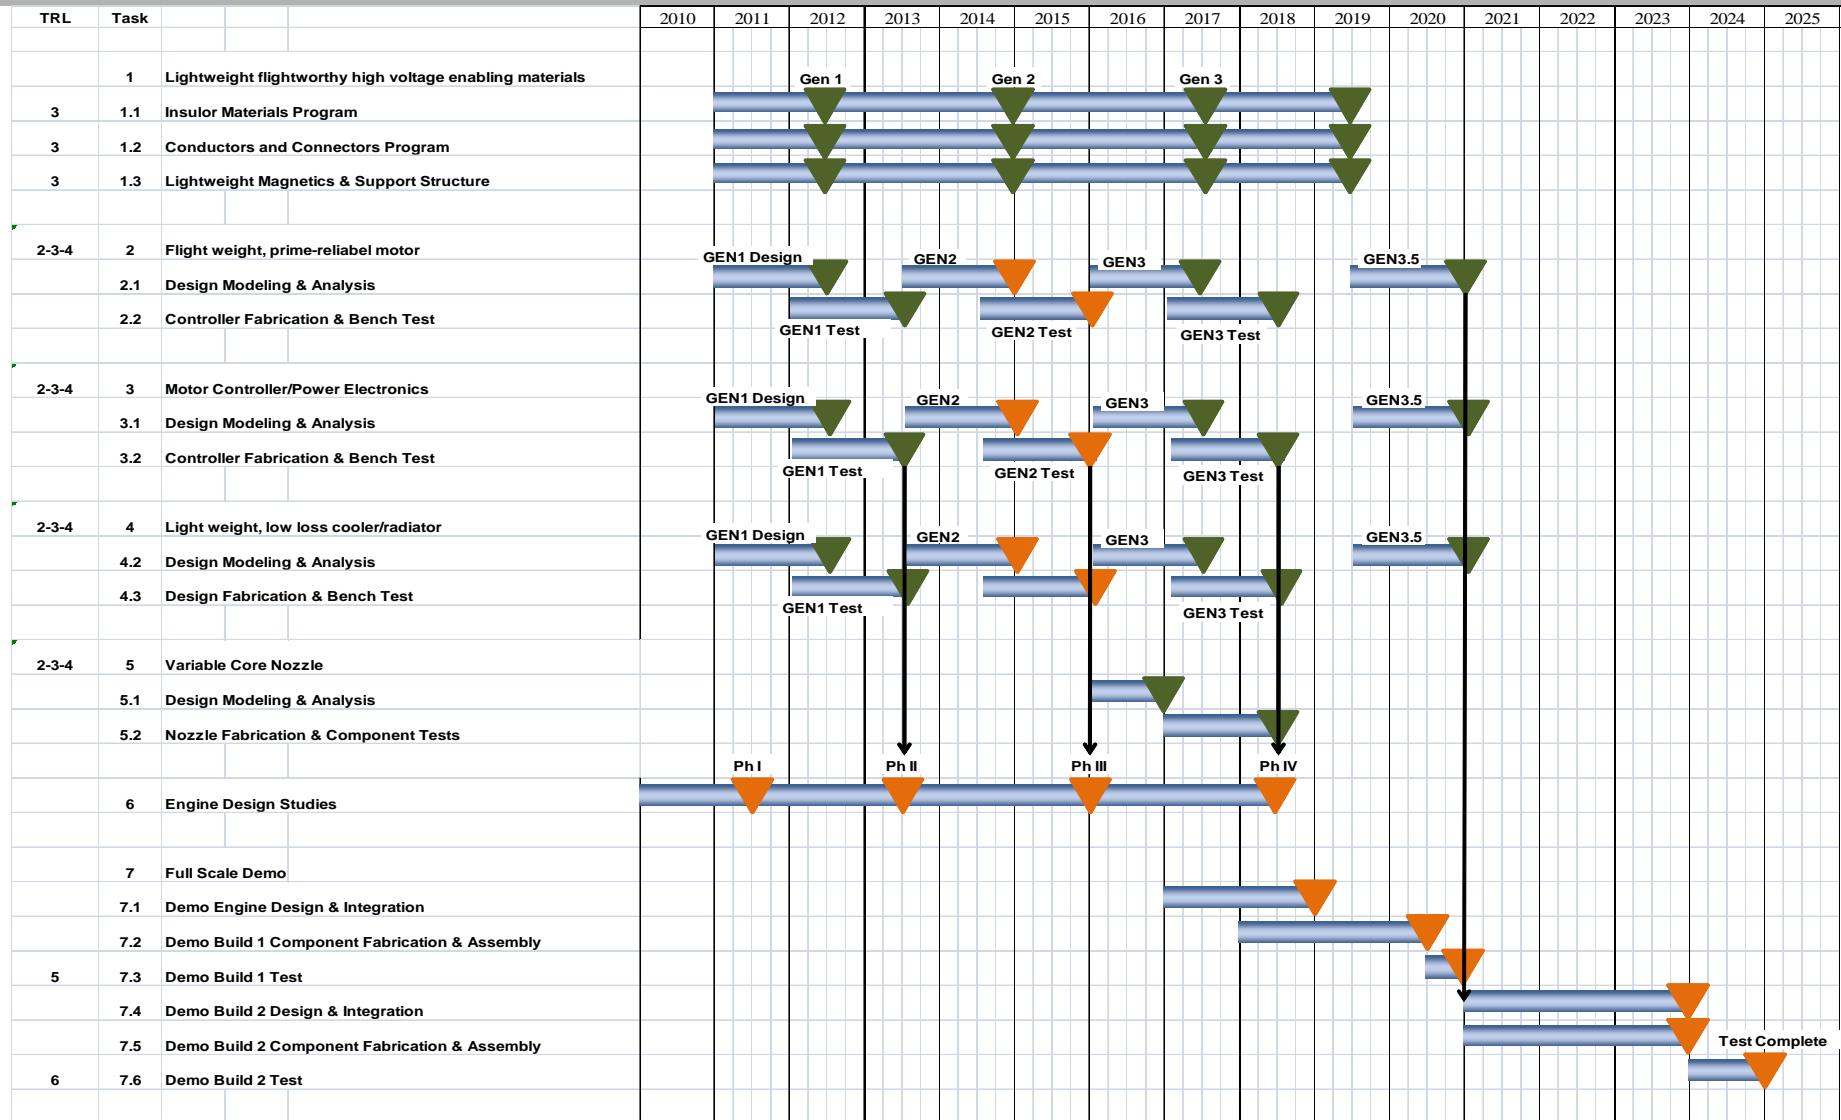 TRL Task 2010 2011 2012 2013 2014 2015 2016 2017 2018 2019 2020 2021 2022 2023 2024 2025
1 Lightweight flightworthy high voltage enabling materials Gen 1 Gen 2 Gen 3
3 1.1 Insulor Materials Program
3 1.2 Conductors and Connectors Program
3 1.3 Lightweight Magnetics & Support Structure
2-3-4 2 Flight weight, prime-reliabel motor
GEN1 Design GEN2 GEN3 GEN3.5
2.1 Design Modeling & Analysis
2.2 Controller Fabrication & Bench Test
GEN1 Test GEN2 Test GEN3 Test
2-3-4 3 Motor Controller/Power Electronics
GEN1 Design GEN2 GEN3 GEN3.5
3.1 Design Modeling & Analysis
3.2 Controller Fabrication & Bench Test
GEN1 Test GEN2 Test GEN3 Test
2-3-4 4 Light weight, low loss cooler/radiator
GEN1 Design GEN2 GEN3 GEN3.5
4.2 Design Modeling & Analysis
4.3 Design Fabrication & Bench Test
GEN1 Test GEN3 Test
2-3-4 5 Variable Core Nozzle
5.1 Design Modeling & Analysis
5.2 Nozzle Fabrication & Component Tests
Ph I Ph II Ph III Ph IV
6 Engine Design Studies
7 Full Scale Demo
7.1 Demo Engine Design & Integration
7.2 Demo Build 1 Component Fabrication & Assembly
5 7.3 Demo Build 1 Test
7.4 Demo Build 2 Design & Integration
7.5 Demo Build 2 Component Fabrication & Assembly Test Complete
6 7.6 Demo Build 2 Test